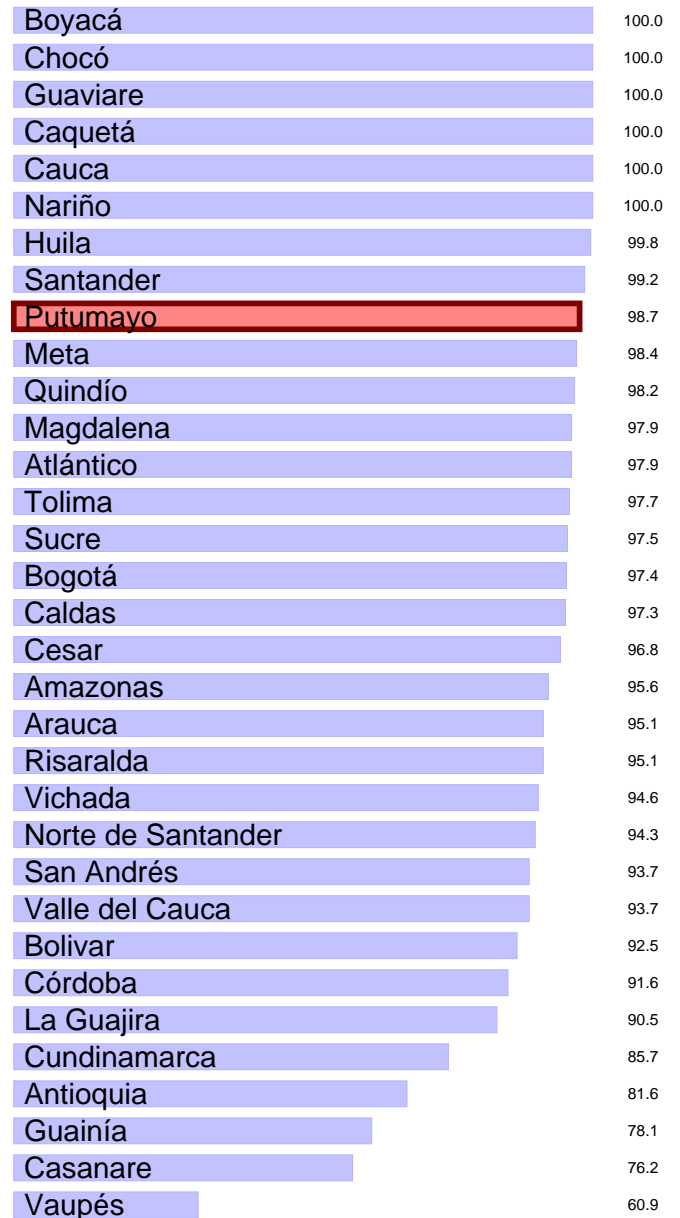 Boyacá 100.0
Chocó 100.0
Guaviare 100.0
Caquetá 100.0
Cauca 100.0
Nariño 100.0
Huila 99.8
Santander 99.2
Putumayo 98.7
Meta 98.4
Quindío 98.2
Magdalena 97.9
Atlántico 97.9
Tolima 97.7
Sucre 97.5
Bogotá 97.4
Caldas 97.3
Cesar 96.8
Amazonas 95.6
Arauca 95.1
Risaralda 95.1
Vichada 94.6
Norte de Santander 94.3
San Andrés 93.7
Valle del Cauca 93.7
Bolivar 92.5
Córdoba 91.6
La Guajira 90.5
Cundinamarca 85.7
Antioquia 81.6
Guainía 78.1
Casanare 76.2
Vaupés 60.9